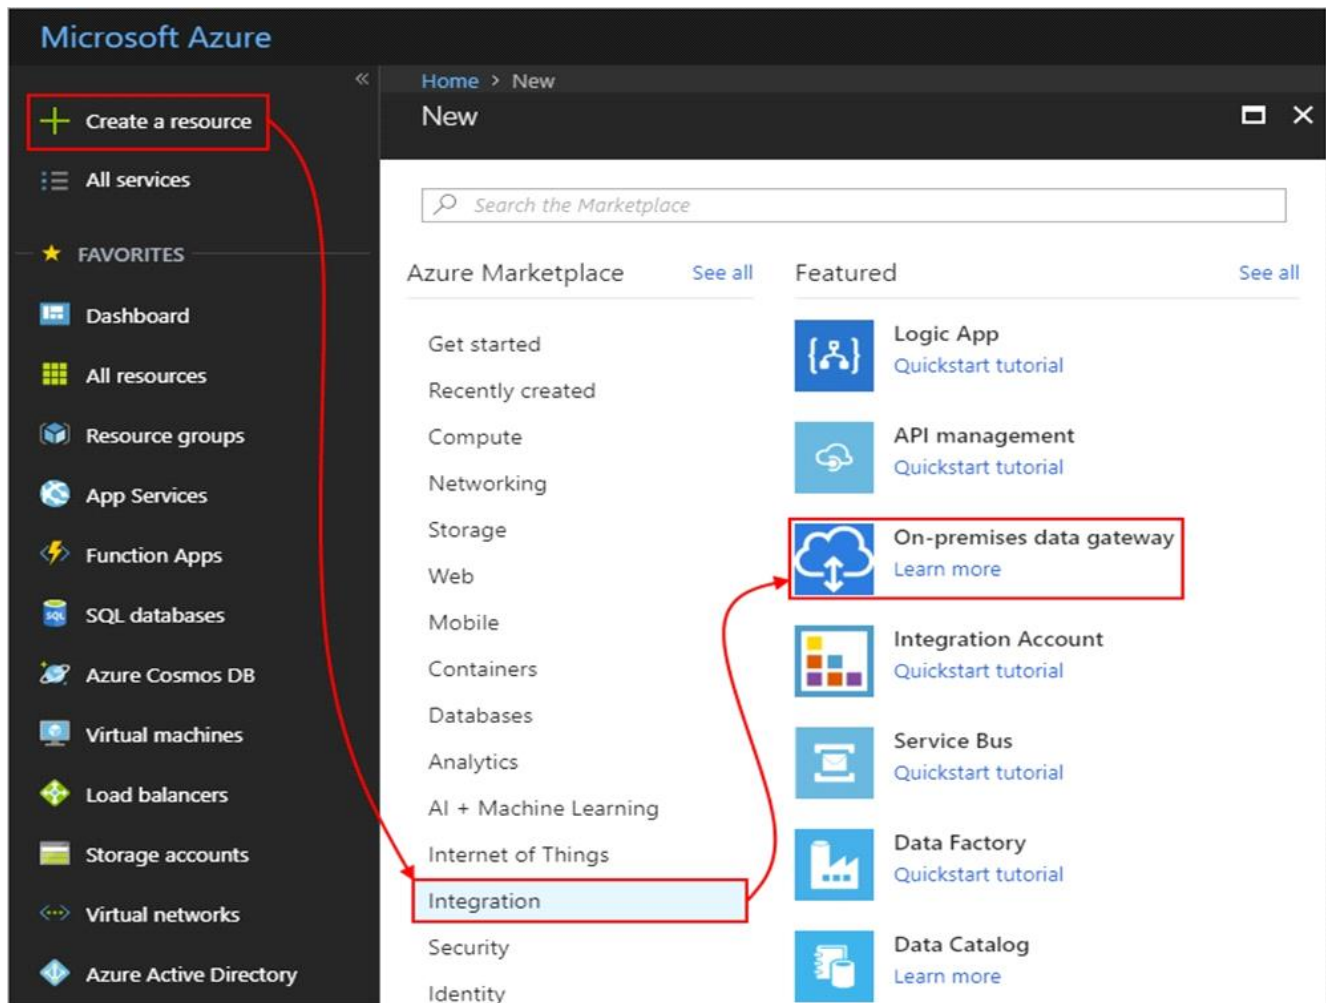 Microsoft Azure
«
Create a resource
All services
FAVORITES
Dashboard
All resources
Resource groups
App Services
Function Apps
SQL databases
Azure Cosmos DB
Virtual machines
Load balancers
Storage accounts
Virtual networks
Azure Active Directory
Home > New
New
Search the Marketplace
Azure Marketplace See all
Get started
Recently created
Compute
Networking
Storage
Web
Mobile
Containers
Databases
Analytics
AI + Machine Learning
Internet of Things
Integration
Security
Identity
Featured See all
Logic App
Quickstart tutorial
API management
Quickstart tutorial
On-premises data gateway
Learn more
Integration Account
Quickstart tutorial
Service Bus
Quickstart tutorial
Data Factory
Quickstart tutorial
Data Catalog
Learn more
SQL